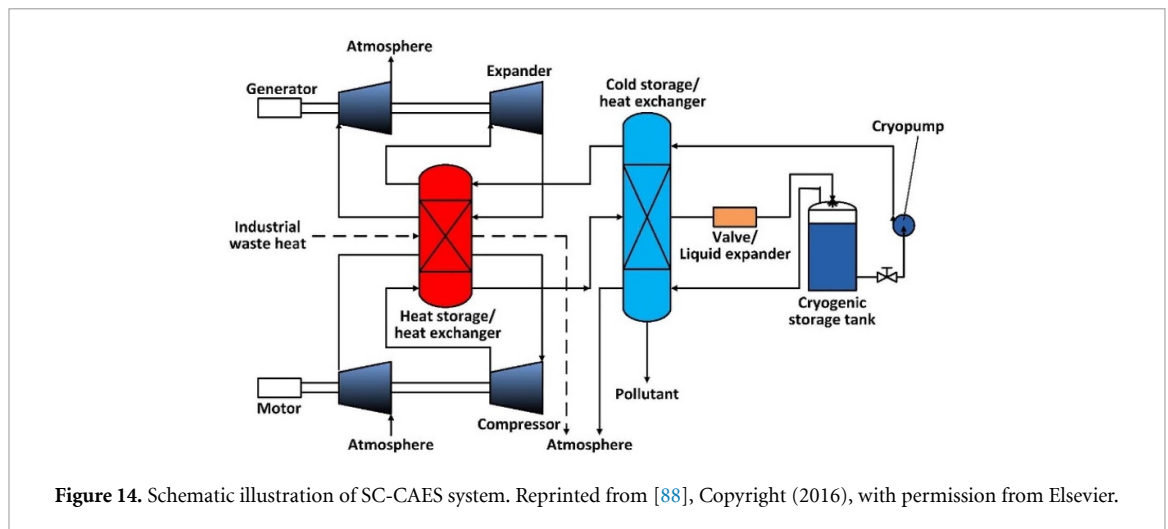 Atmosphere
Expander
Generator
Cold storage/
heat exchanger
Cryopump
Industrial
waste heat
Valve/
Liquid expander
Heat storage/
heat exchanger
Cryogenic
storage tank
Pollutant
Motor
Compressor
Atmosphere
Atmosphere
Figure 14. Schematic illustration of SC-CAES system. Reprinted from [88], Copyright (2016), with permission from Elsevier.